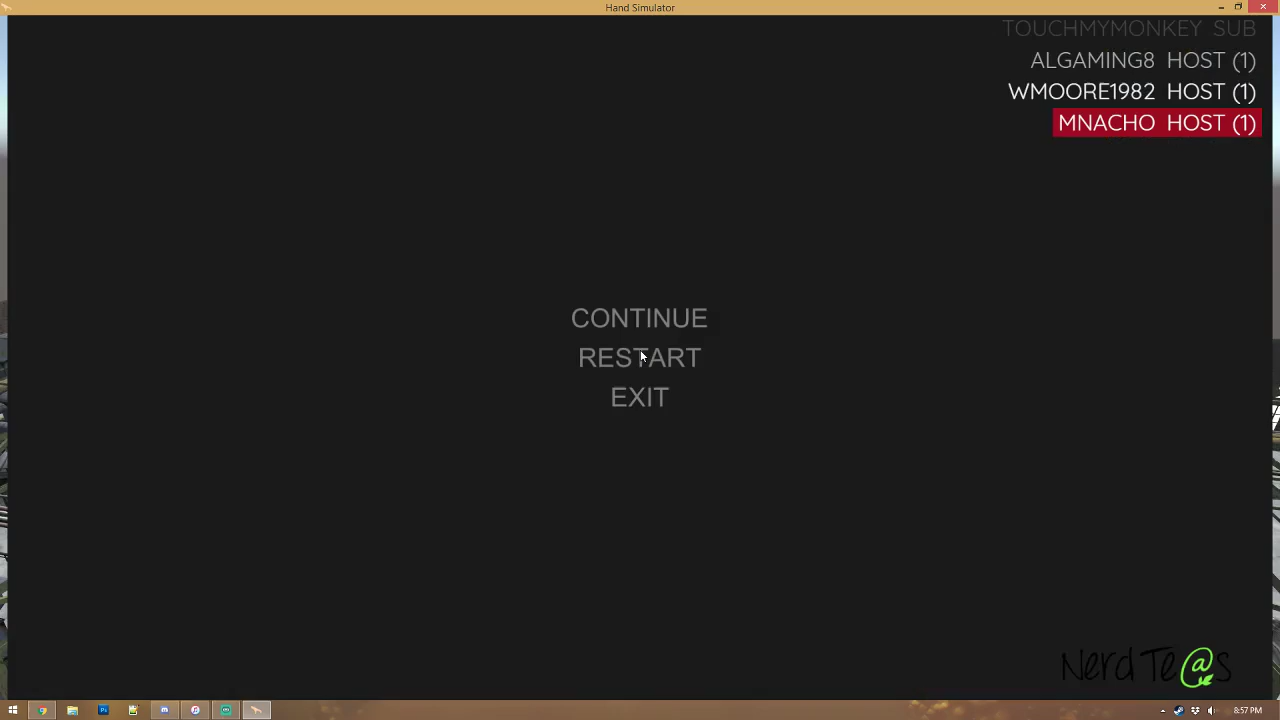 Hand Simulator
TOUCHMYMONKEY SUB
ALGAMING8 HOST (1)
WMOORE1982 HOST (1)
MNACHO HOST (1)
CONTINUE
RESTART
EXIT
Nerd Te@s
8:57 PM